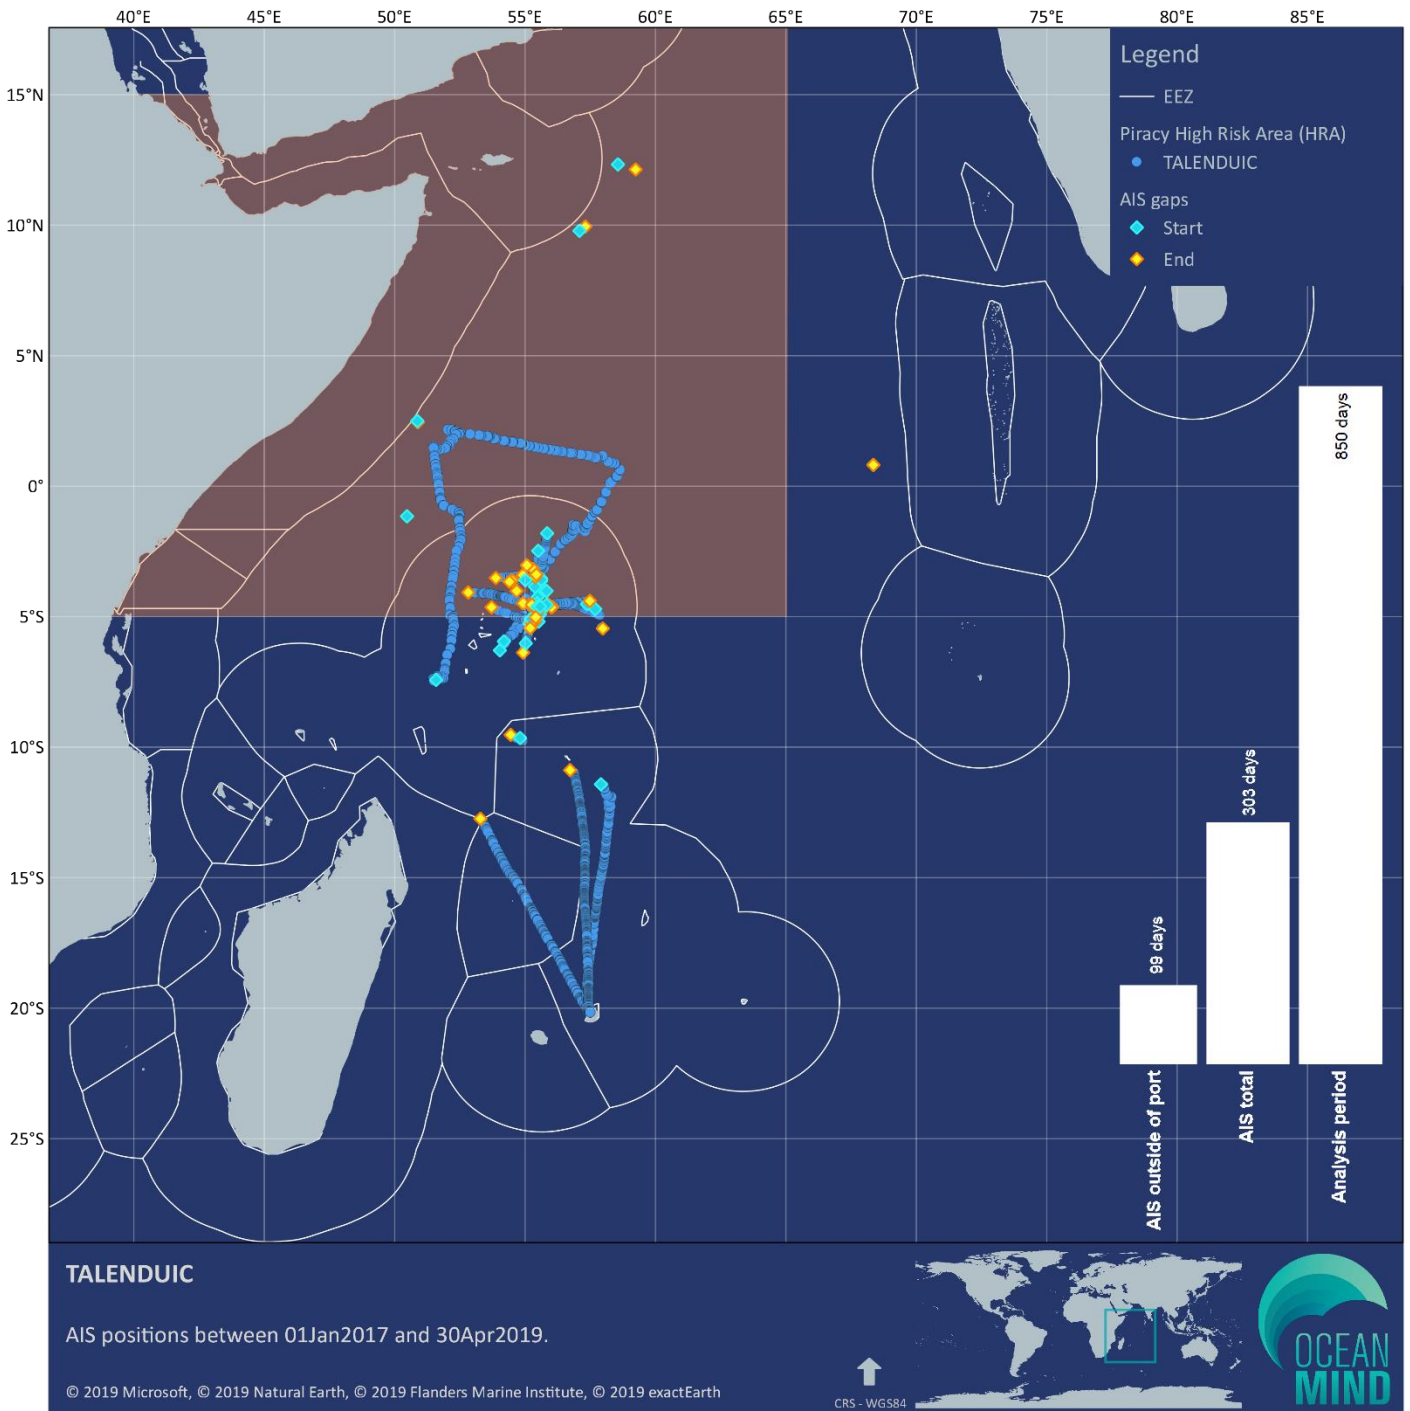 40°E 45°E 50°E 55°E 60°E 65°E 70°E 75°E 80°E 85°E
15°N
10°N
5°N
0°
5°S
10°S
15°S
20°S
25°S
Legend
EEZ
Piracy High Risk Area (HRA)
TALENDUIC
AIS gaps
Start
End
99 days
303 days
850 days
AIS outside of port
AIS total
Analysis period
TALENDUIC
AIS positions between 01Jan2017 and 30Apr2019.
© 2019 Microsoft, © 2019 Natural Earth, © 2019 Flanders Marine Institute, © 2019 exactEarth
CRS - WGS84
OCEAN
MIND